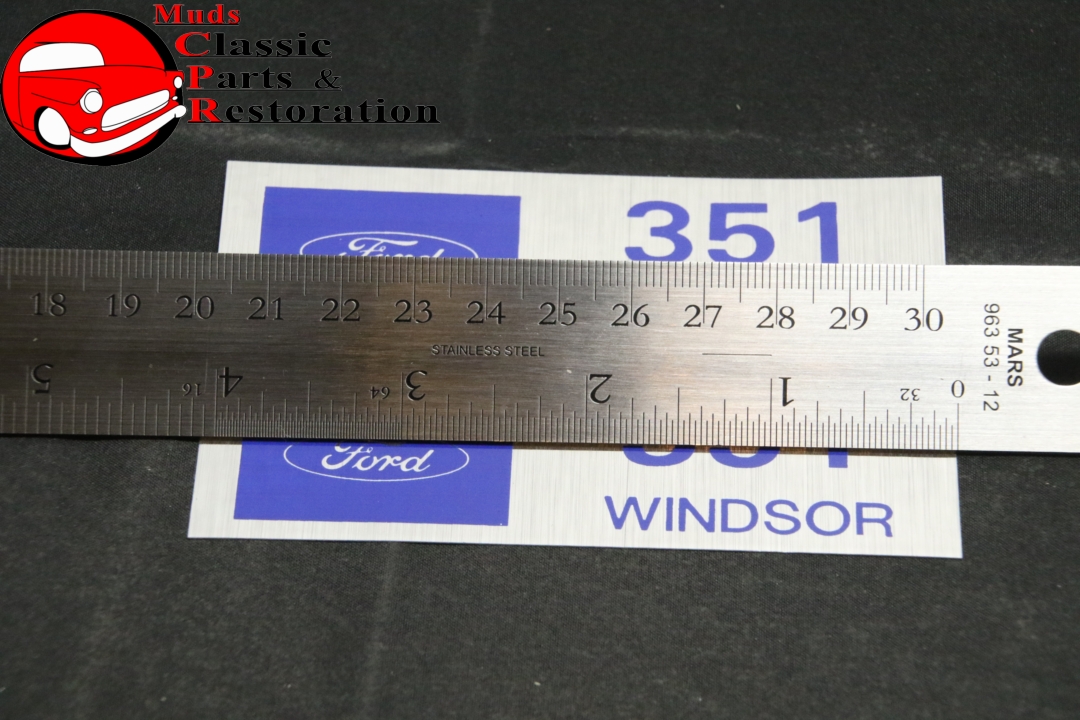 Muds
Classic
Parts &
Restoration
Ford
351
18 19 20 21 22 23 24 25 26 27 28 29 30
STAINLESS STEEL
5 16 4 64 3 2 1 32 0
MARS
963 53 - 12
Ford
351
WINDSOR